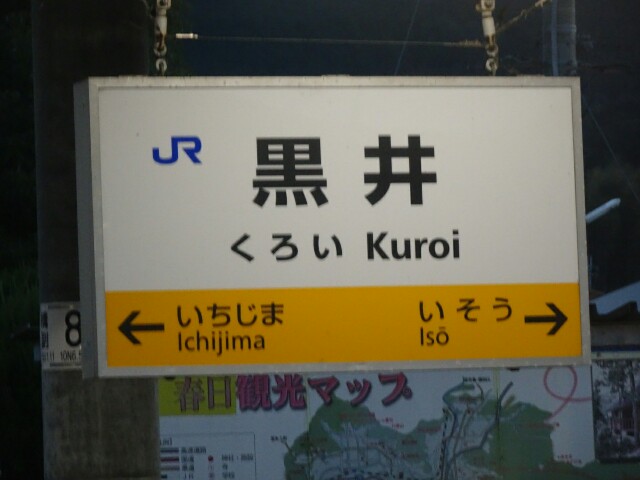 JR
黒井
くろい Kuroi
← いちじま
Ichijima
いそう →
Isō
8
春日観光マップ